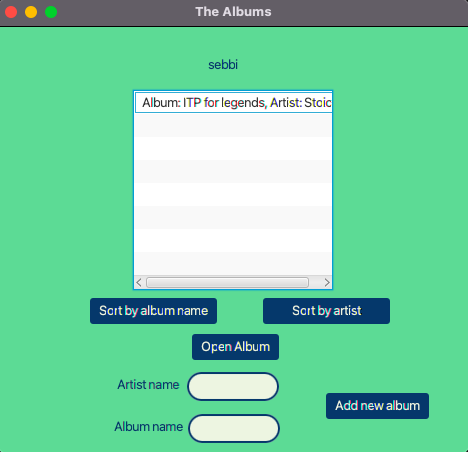 The Albums
sebbi
Album: ITP for legends, Artist: Stoic
Sort by album name
Sort by artist
Open Album
Artist name
Add new album
Album name